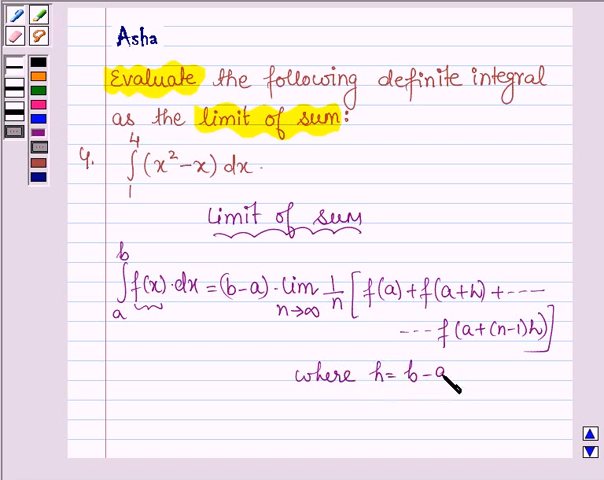 Asha
Evaluate the following definite integral
as the limit of sum:
4. ∫₁⁴ (x² − x) dx.
Limit of sum
∫ₐᵇ f(x)·dx = (b−a)·lim n→∞ 1/n [f(a) + f(a+h) + ----
--- f(a+(n−1)h)]
where h = b − a